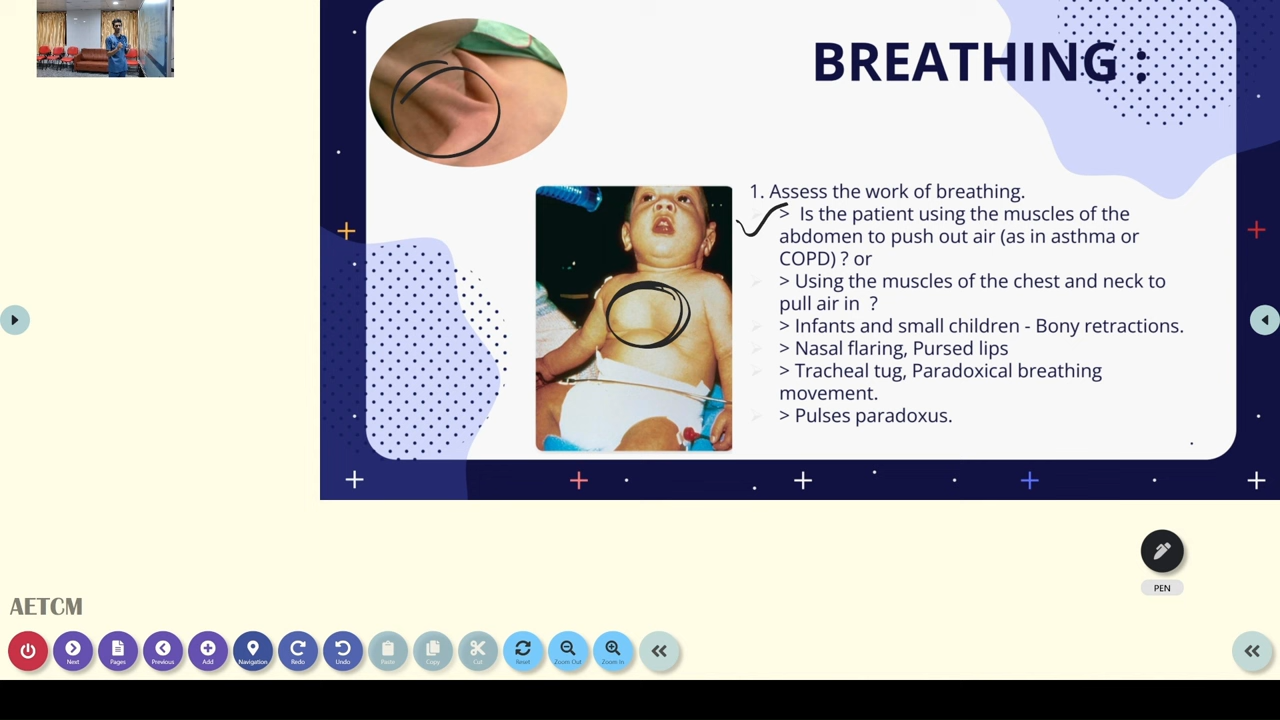 BREATHING :
1. Assess the work of breathing.
> Is the patient using the muscles of the
abdomen to push out air (as in asthma or
COPD) ? or
> Using the muscles of the chest and neck to
pull air in ?
> Infants and small children - Bony retractions.
> Nasal flaring, Pursed lips
> Tracheal tug, Paradoxical breathing
movement.
> Pulses paradoxus.
PEN
AETCM
Next
Pages
Previous
Add
Navigation
Redo
Undo
Paste
Copy
Cut
Reset
Zoom Out
Zoom In